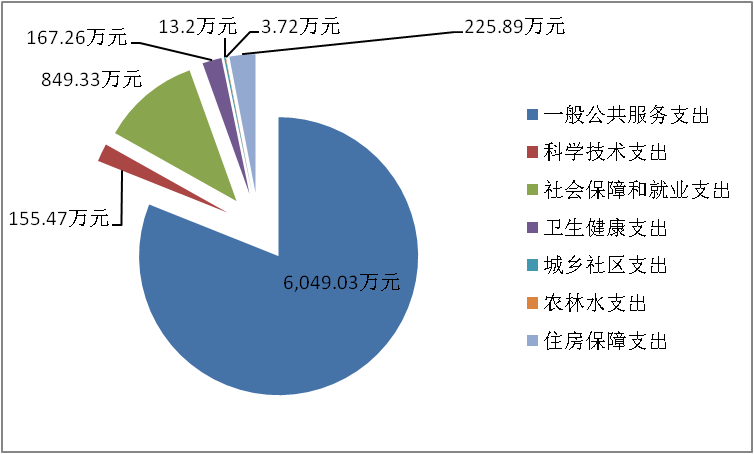 13.2万元
3.72万元
225.89万元
167.26万元
849.33万元
155.47万元
6,049.03万元
一般公共服务支出
科学技术支出
社会保障和就业支出
卫生健康支出
城乡社区支出
农林水支出
住房保障支出